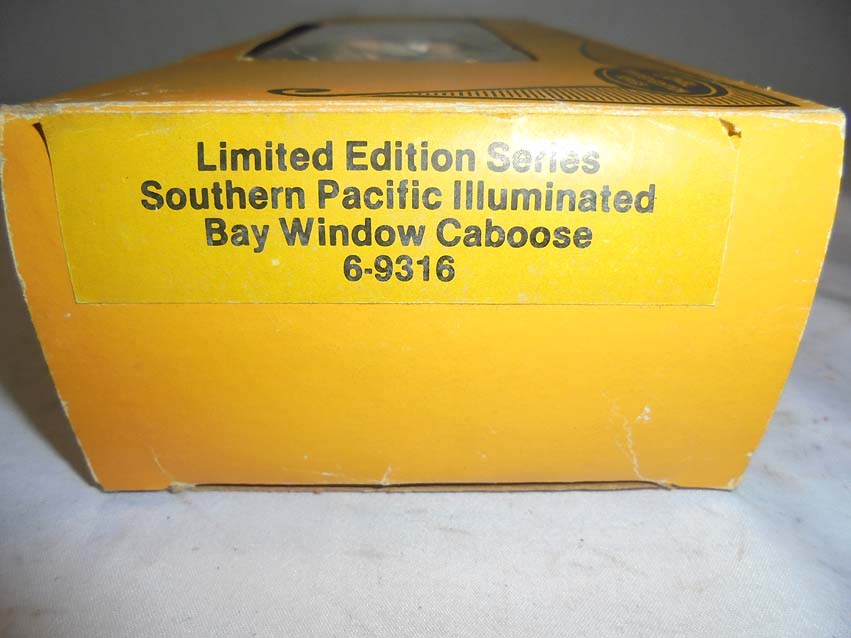 Limited Edition Series
Southern Pacific Illuminated
Bay Window Caboose
6-9316